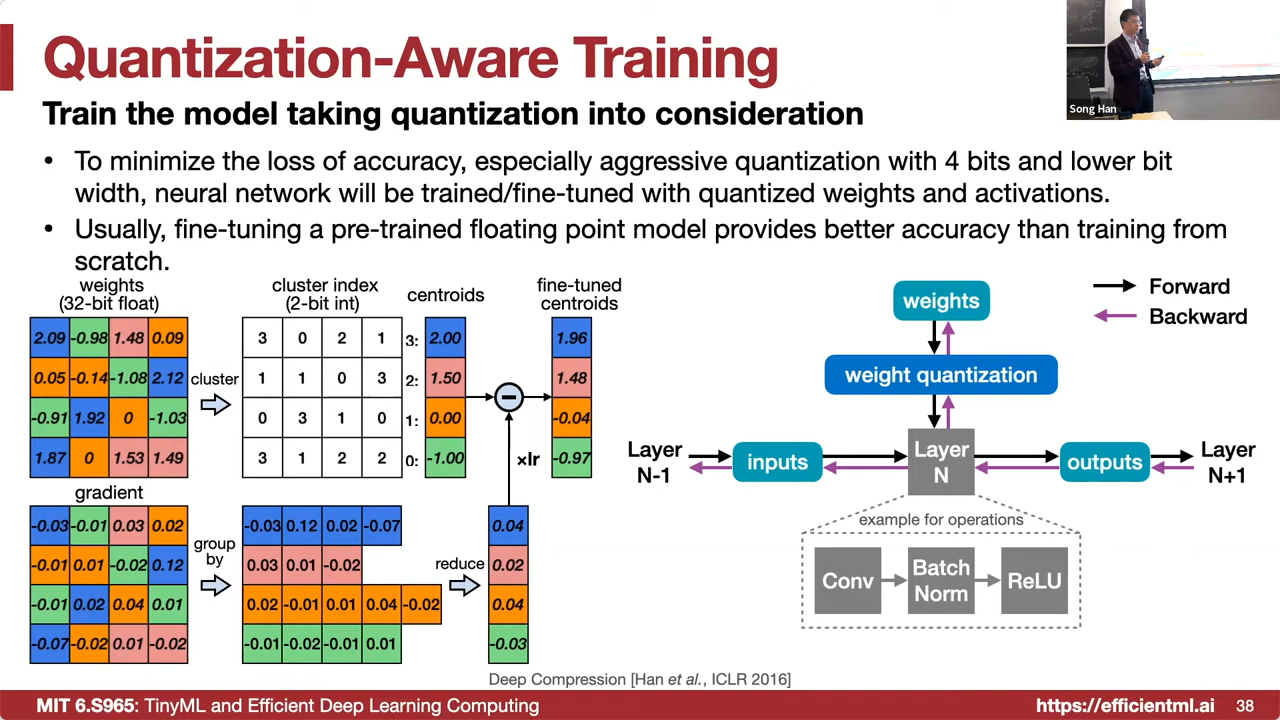 Quantization-Aware Training
Train the model taking quantization into consideration
Song Han
• To minimize the loss of accuracy, especially aggressive quantization with 4 bits and lower bit
width, neural network will be trained/fine-tuned with quantized weights and activations.
• Usually, fine-tuning a pre-trained floating point model provides better accuracy than training from
scratch.
weights
(32-bit float)
2.09 -0.98 1.48 0.09
0.05 -0.14 -1.08 2.12
-0.91 1.92 0 -1.03
1.87 0 1.53 1.49
cluster
cluster index
(2-bit int)
3 0 2 1
1 1 0 3
0 3 1 0
3 1 2 2
centroids
3: 2.00
2: 1.50
1: 0.00
0: -1.00
fine-tuned
centroids
1.96
1.48
-0.04
-0.97
×lr
gradient
-0.03 -0.01 0.03 0.02
-0.01 0.01 -0.02 0.12
-0.01 0.02 0.04 0.01
-0.07 -0.02 0.01 -0.02
group
by
-0.03 0.12 0.02 -0.07
0.03 0.01 -0.02
0.02 -0.01 0.01 0.04 -0.02
-0.01 -0.02 -0.01 0.01
reduce
0.04
0.02
0.04
-0.03
Forward
Backward
weights
weight quantization
Layer
N-1
inputs
Layer
N
outputs
Layer
N+1
example for operations
Conv
Batch
Norm
ReLU
Deep Compression [Han et al., ICLR 2016]
MIT 6.S965: TinyML and Efficient Deep Learning Computing
https://efficientml.ai
38